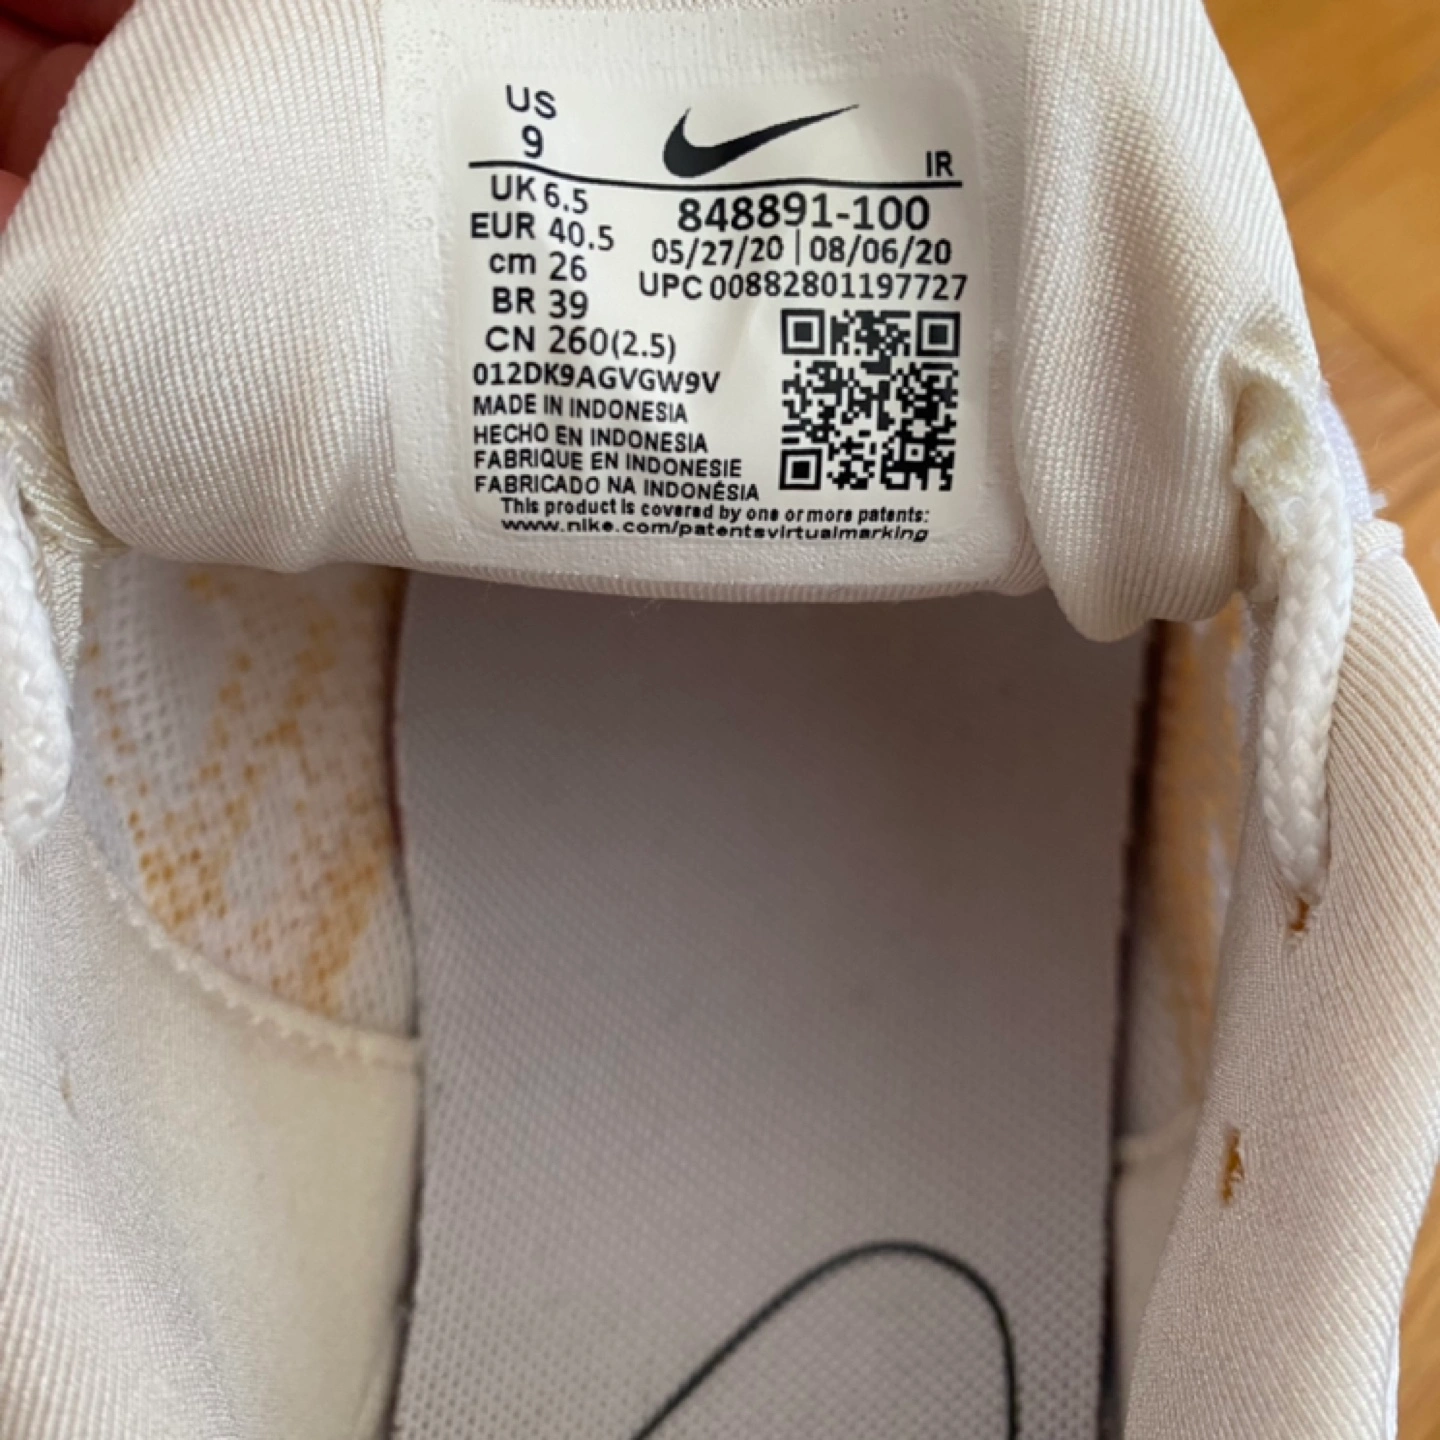 US
9
IR
UK 6.5
848891-100
EUR 40.5
05/27/20 | 08/06/20
cm 26
UPC 00882801197727
BR 39
CN 260(2.5)
012DK9AGVGW9V
MADE IN INDONESIA
HECHO EN INDONESIA
FABRIQUE EN INDONESIE
FABRICADO NA INDONÉSIA
This product is covered by one or more patents:
www.nike.com/patentsvirtualmarking